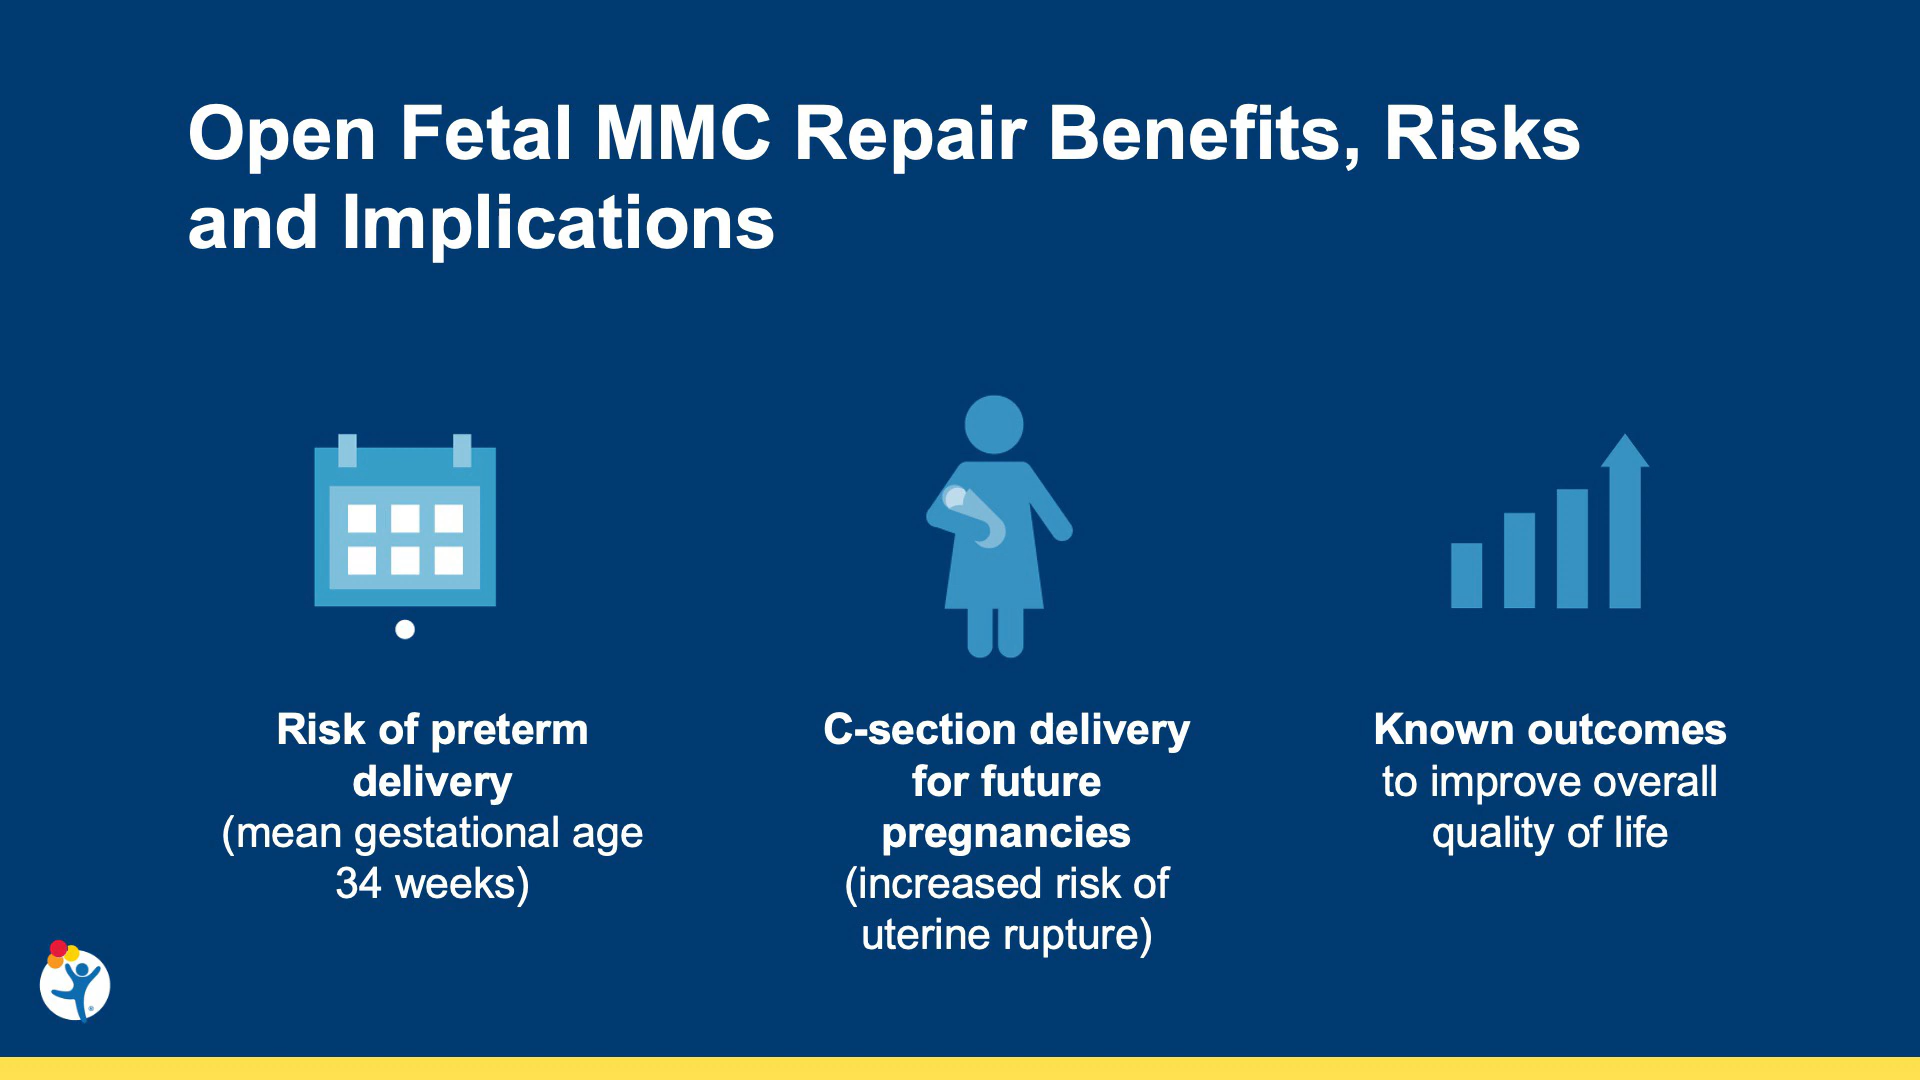 Open Fetal MMC Repair Benefits, Risks
and Implications
Risk of preterm
delivery
(mean gestational age
34 weeks)
C-section delivery
for future
pregnancies
(increased risk of
uterine rupture)
Known outcomes
to improve overall
quality of life